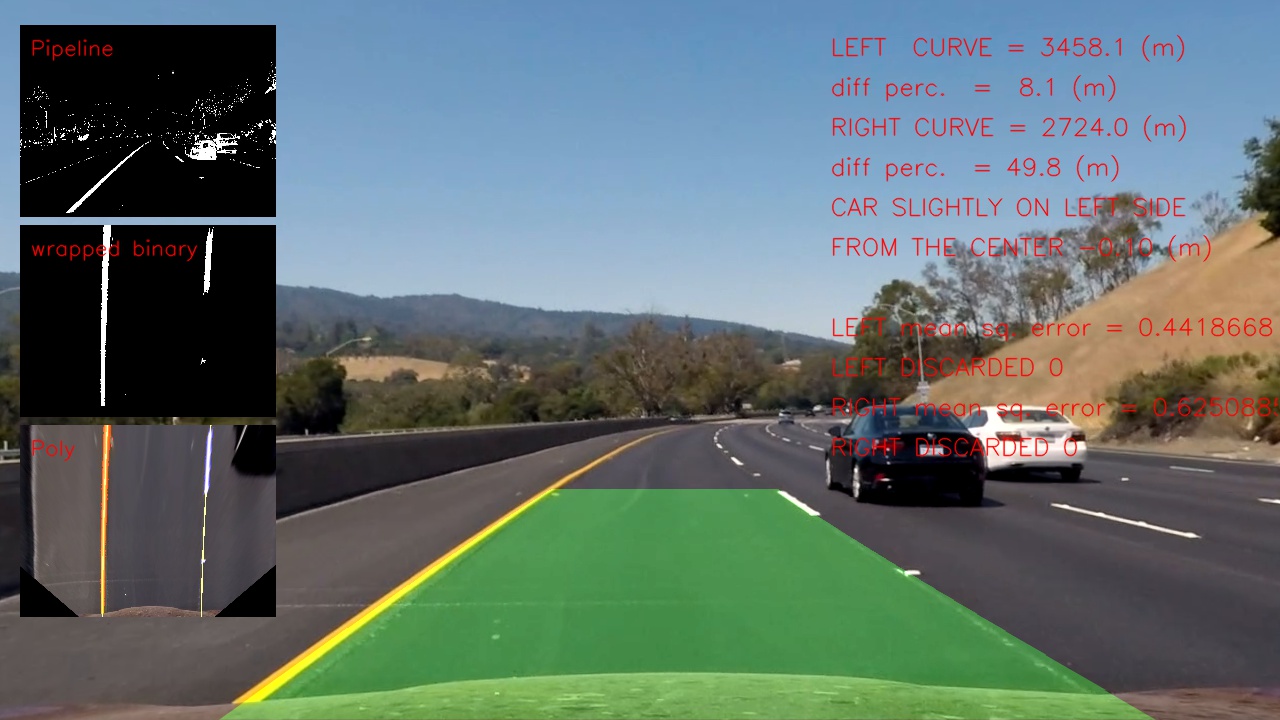 Pipeline
wrapped binary
Poly
LEFT CURVE = 3458.1 (m)
diff perc. = 8.1 (m)
RIGHT CURVE = 2724.0 (m)
diff perc. = 49.8 (m)
CAR SLIGHTLY ON LEFT SIDE
FROM THE CENTER -0.10 (m)
LEFT mean sq. error = 0.4418668
LEFT DISCARDED 0
RIGHT mean sq. error = 0.625088
RIGHT DISCARDED 0